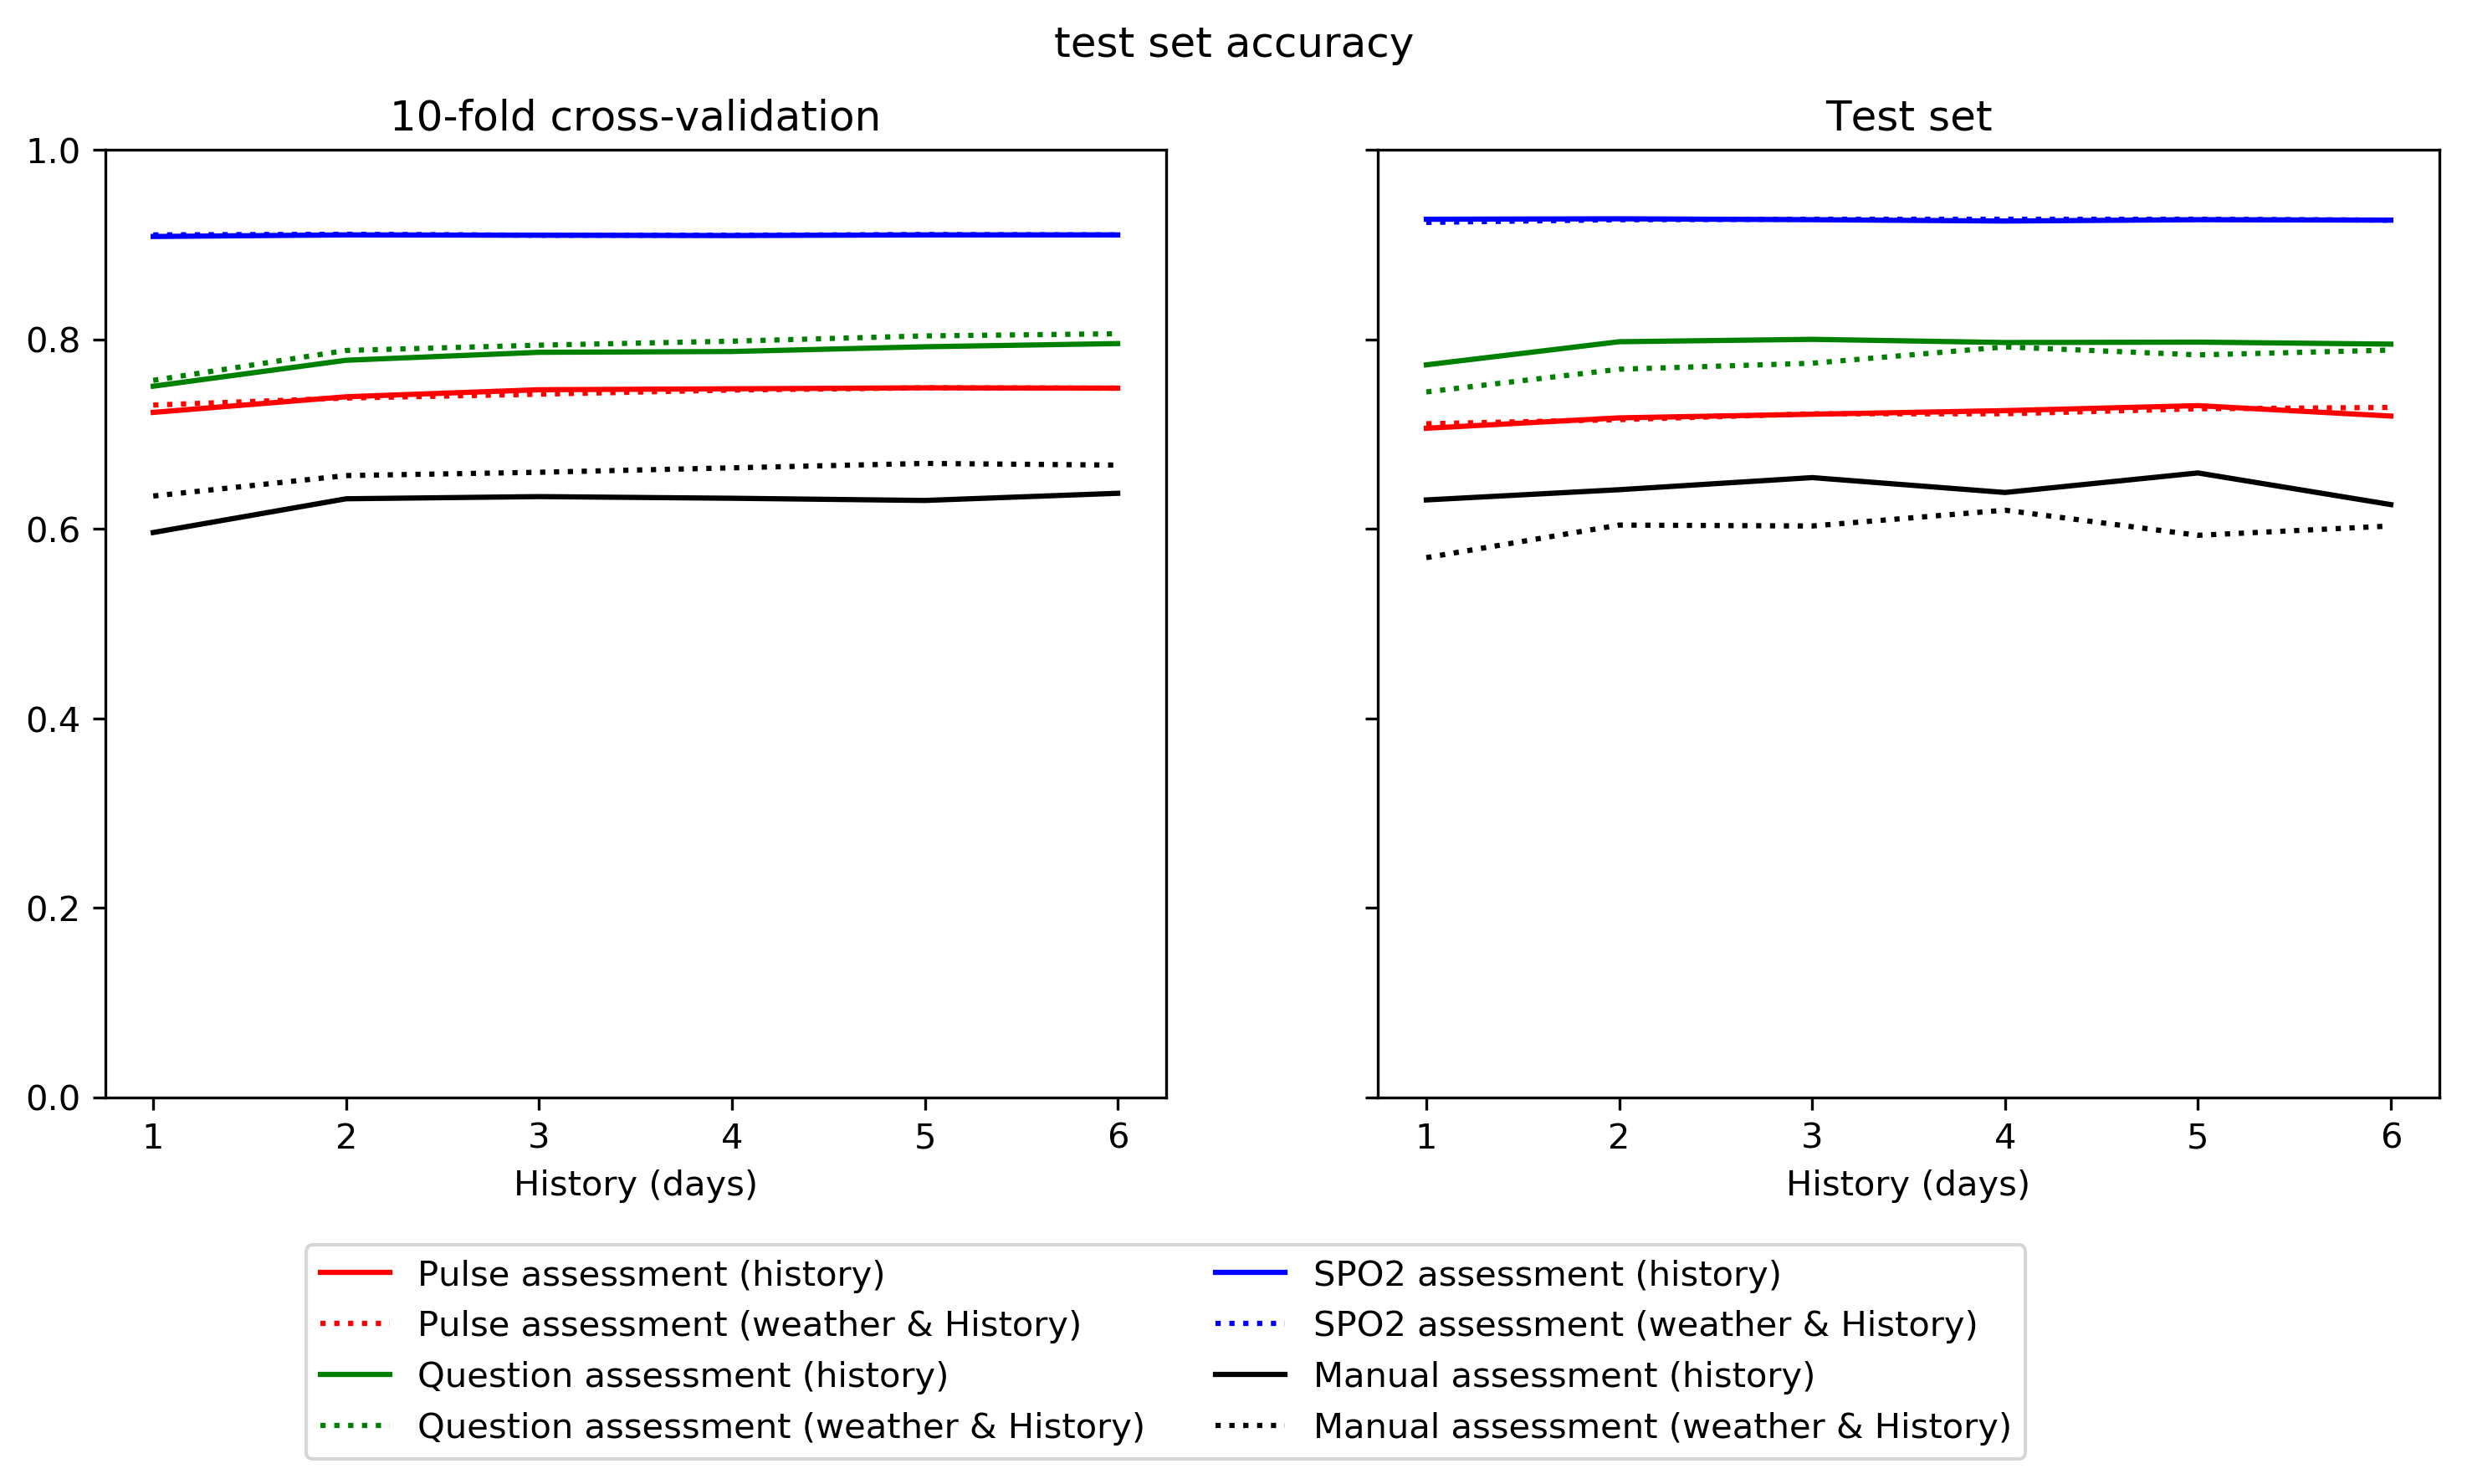 test set accuracy
10-fold cross-validation
1.0
0.8
0.6
0.4
0.2
0.0
1 2 3 4 5 6
History (days)
Test set
1 2 3 4 5 6
History (days)
Pulse assessment (history)
Pulse assessment (weather & History)
Question assessment (history)
Question assessment (weather & History)
SPO2 assessment (history)
SPO2 assessment (weather & History)
Manual assessment (history)
Manual assessment (weather & History)